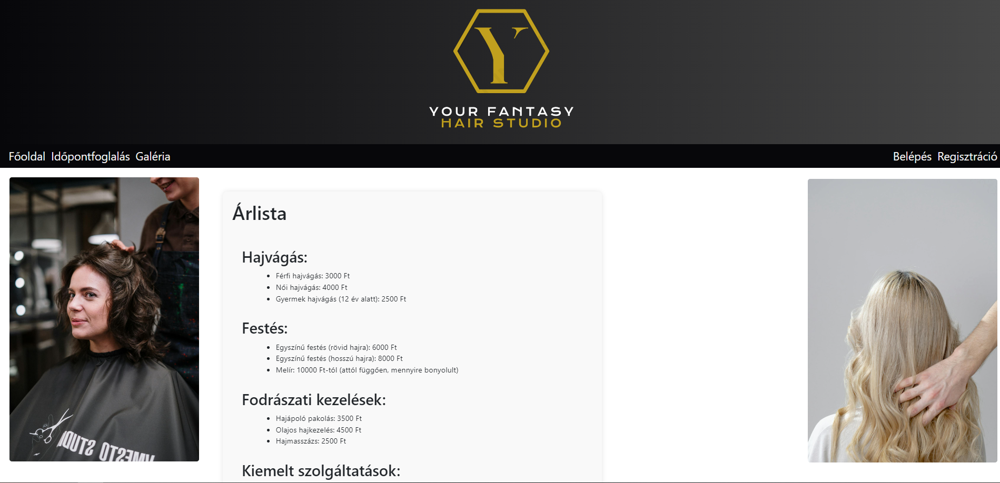 Y
YOUR FANTASY
HAIR STUDIO
Főoldal Időpontfoglalás Galéria
Belépés Regisztráció
Árlista
Hajvágás:
• Férfi hajvágás: 3000 Ft
• Női hajvágás: 4000 Ft
• Gyermek hajvágás (12 év alatt): 2500 Ft
Festés:
• Egyszínű festés (rövid hajra): 6000 Ft
• Egyszínű festés (hosszú hajra): 8000 Ft
• Melír: 10000 Ft-tól (attól függően, mennyire bonyolult)
Fodrászati kezelések:
• Hajápoló pakolás: 3500 Ft
• Olajos hajkezelés: 4500 Ft
• Hajmasszázs: 2500 Ft
Kiemelt szolgáltatások:
VMESTO STUDI